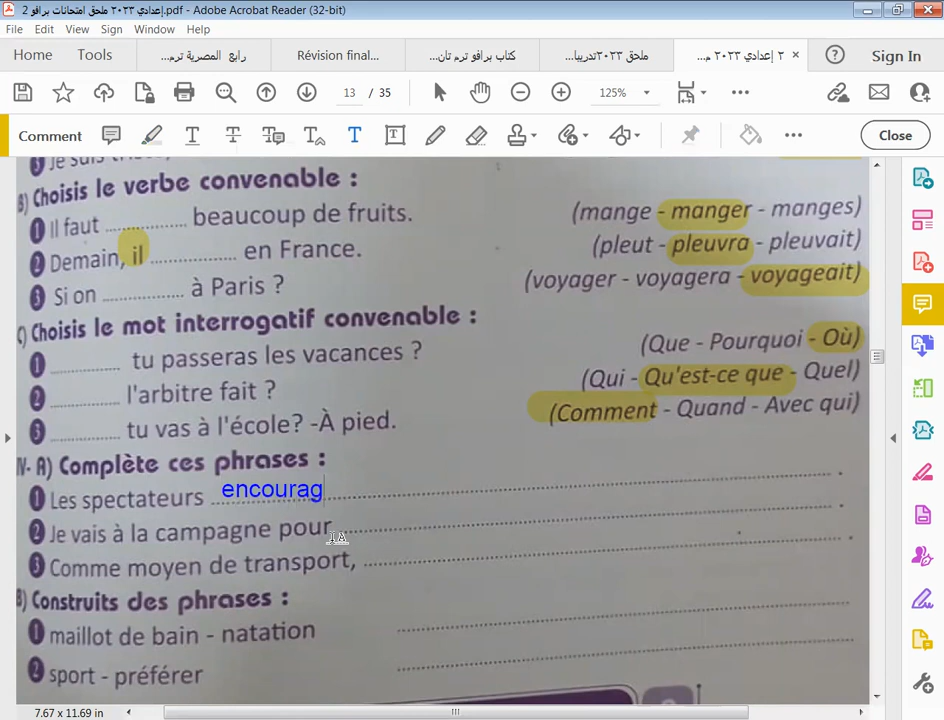 2 إعدادي ٢٠٢٣ ملحق امتحانات برافو.pdf - Adobe Acrobat Reader (32-bit)
File Edit View Sign Window Help
Home Tools رابع المصرية ترم... Révision final... كتاب برافو ترم تان... ملحق ٢٠٢٣تدريبا... ٢ إعدادي ٢٠٢٣ م... × Sign In
13 / 35 125%
Comment T Close
B) Choisis le verbe convenable :
1 Il faut ............... beaucoup de fruits. (mange - manger - manges)
2 Demain, il ............... en France. (pleut - pleuvra - pleuvait)
3 Si on ............... à Paris ? (voyager - voyagera - voyageait)
C) Choisis le mot interrogatif convenable :
1 ............ tu passeras les vacances ? (Que - Pourquoi - Où)
2 ............ l'arbitre fait ? (Qui - Qu'est-ce que - Quel)
3 ............ tu vas à l'école? -À pied. (Comment - Quand - Avec qui)
IV- A) Complète ces phrases :
1 Les spectateurs encourag ............... .
2 Je vais à la campagne pour ............... .
3 Comme moyen de transport, ............... .
B) Construits des phrases :
1 maillot de bain - natation ...............
2 sport - préférer ...............
7.67 x 11.69 in